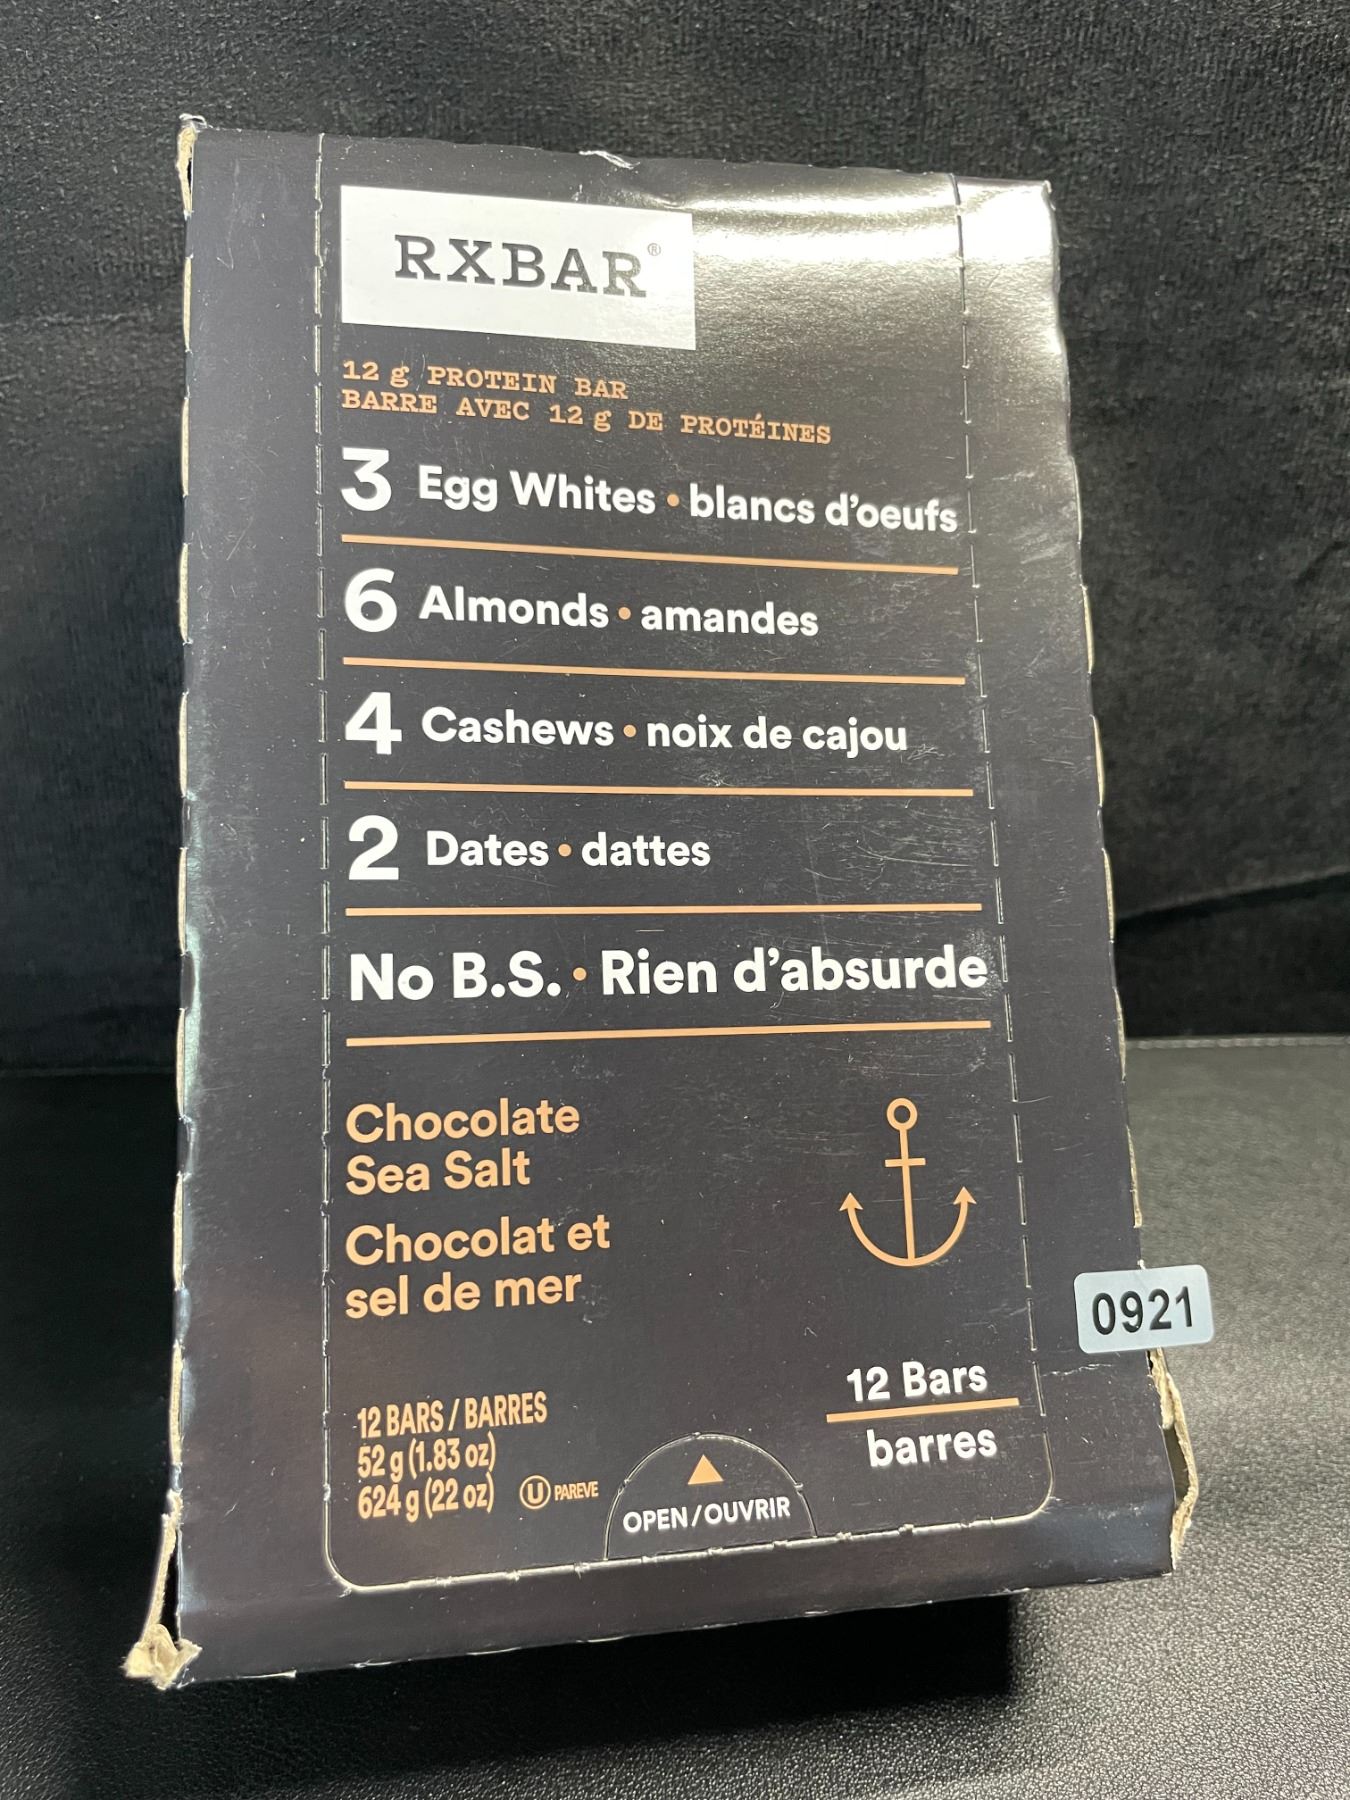 RXBAR®
12 g PROTEIN BAR
BARRE AVEC 12 g DE PROTÉINES
3 Egg Whites • blancs d'oeufs
6 Almonds • amandes
4 Cashews • noix de cajou
2 Dates • dattes
No B.S. • Rien d'absurde
Chocolate
Sea Salt
Chocolat et
sel de mer
0921
12 Bars
barres
12 BARS / BARRES
52 g (1.83 oz)
624 g (22 oz)
U PAREVE
OPEN / OUVRIR